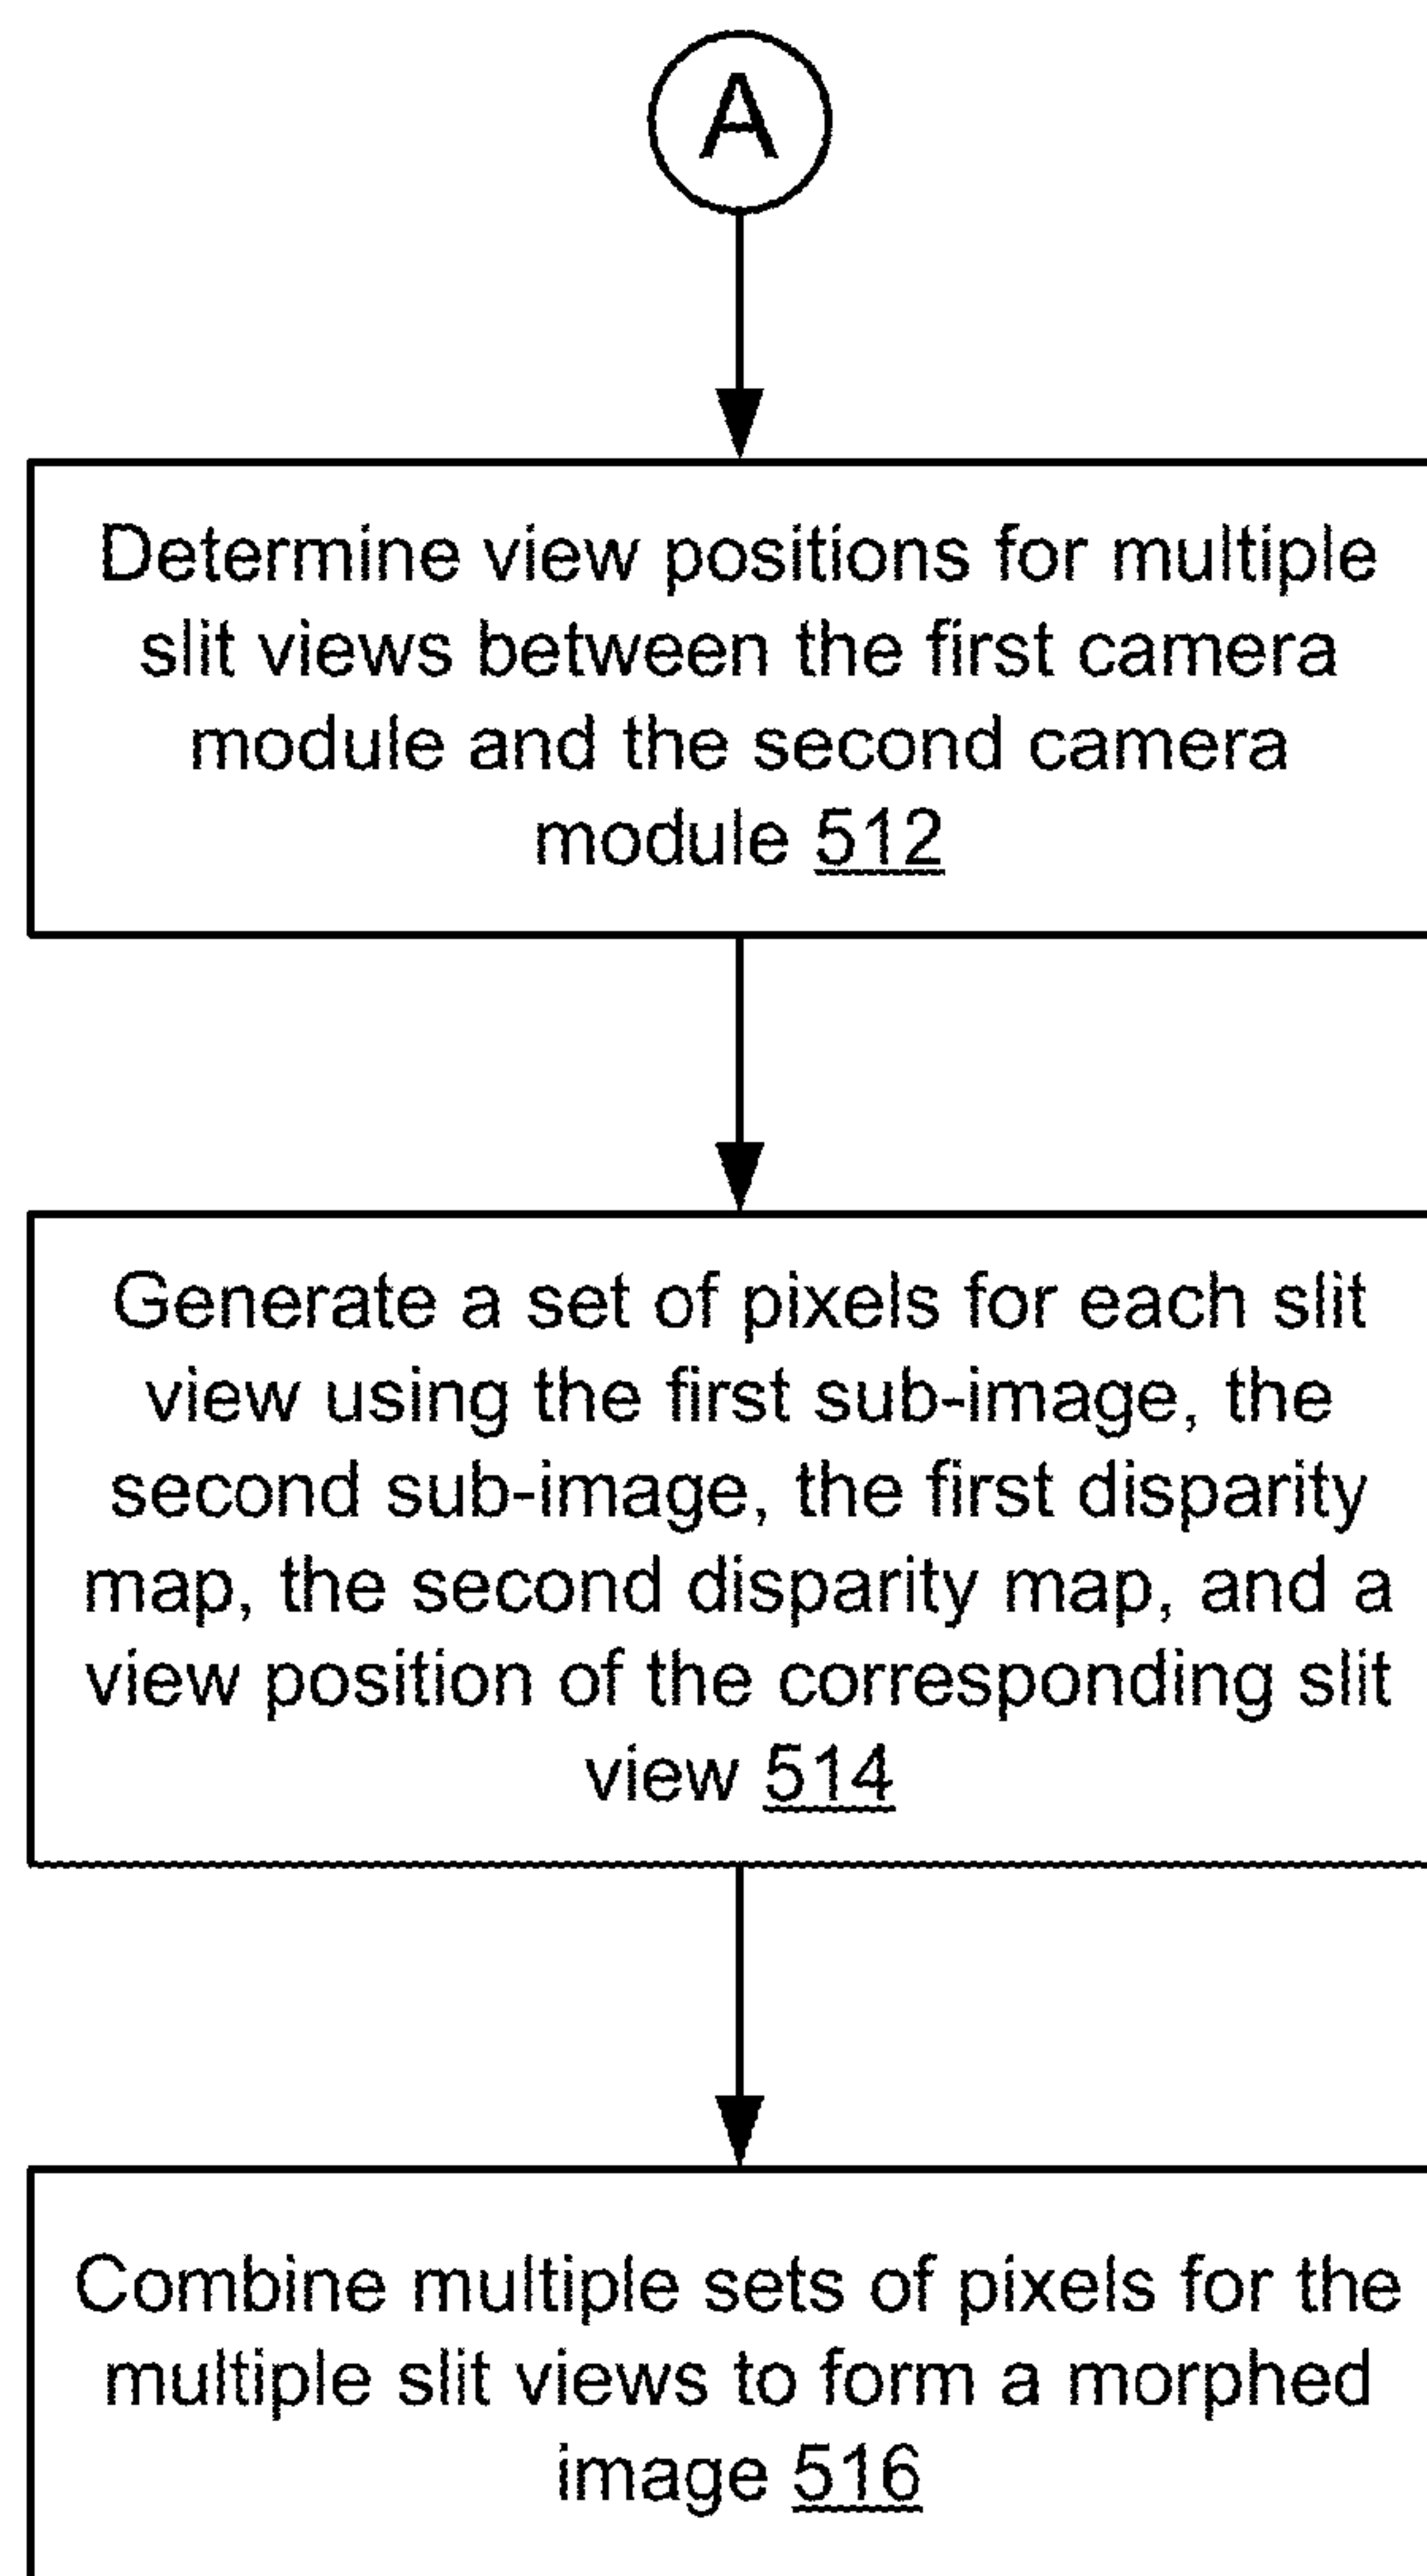 A
Determine view positions for multiple
slit views between the first camera
module and the second camera
module 512
Generate a set of pixels for each slit
view using the first sub-image, the
second sub-image, the first disparity
map, the second disparity map, and a
view position of the corresponding slit
view 514
Combine multiple sets of pixels for the
multiple slit views to form a morphed
image 516